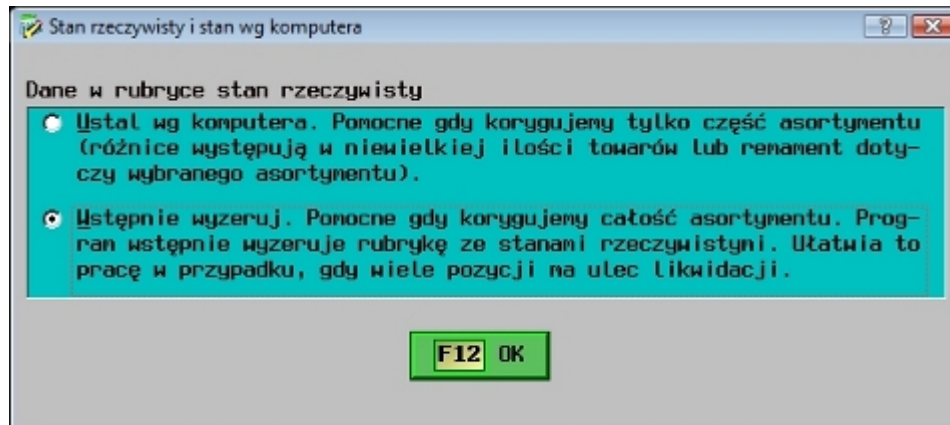 Stan rzeczywisty i stan wg komputera
Dane w rubryce stan rzeczywisty
Ustal wg komputera. Pomocne gdy korygujemy tylko część asortymentu
(różnice występują w niewielkiej ilości towarów lub remament doty-
czy wybranego asortymentu).
Wstępnie wyzeruj. Pomocne gdy korygujemy całość asortymentu. Prog-
ram wstępnie wyzeruje rubrykę ze stanami rzeczywistymi. Ułatwia to
pracę w przypadku, gdy wiele pozycji ma ulec likwidacji.
F12 OK